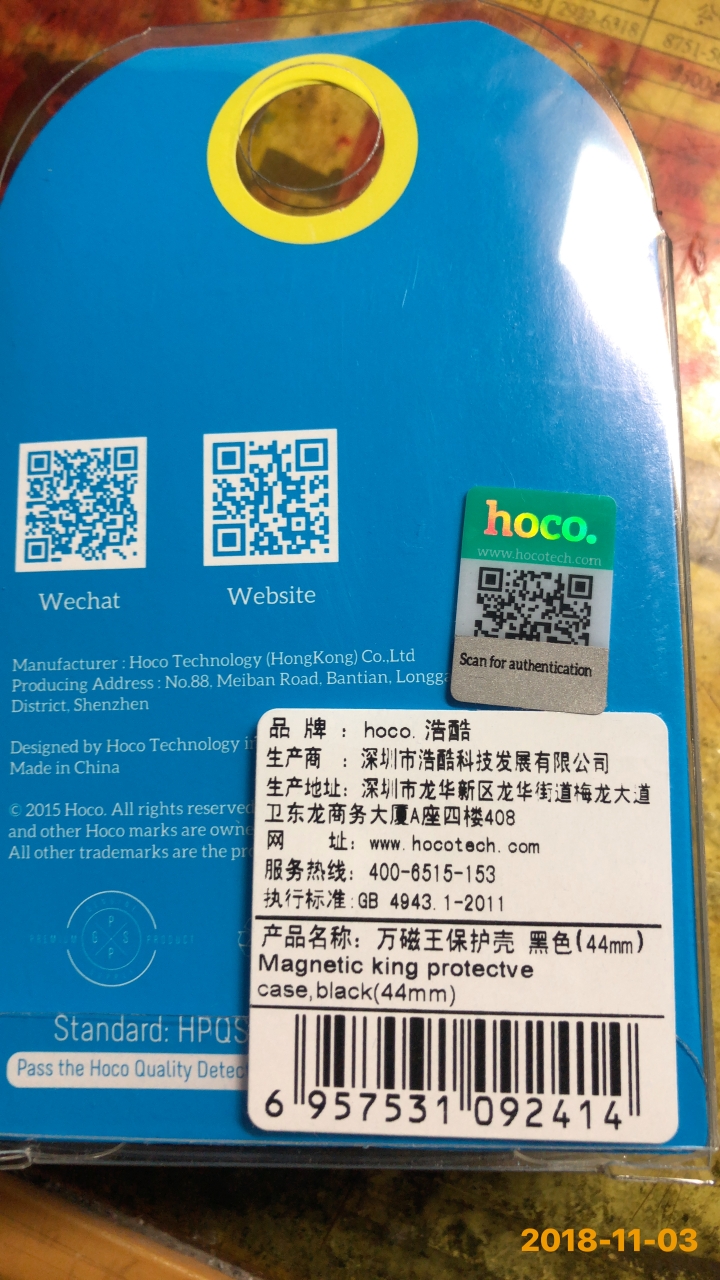 2932-6318
8751-5
hoco.
www.hocotech.com
Scan for authentication
Wechat
Website
Manufacturer : Hoco Technology (HongKong) Co.,Ltd
Producing Address : No.88, Meiban Road, Bantian, Longga
District, Shenzhen
Designed by Hoco Technology in
Made in China
© 2015 Hoco. All rights reserved
and other Hoco marks are owne
All other trademarks are the pro
PREMIUM PRODUCT
P
S S
P
Standard: HPQS
Pass the Hoco Quality Detec
品 牌 : hoco. 浩酷
生产商 : 深圳市浩酷科技发展有限公司
生产地址: 深圳市龙华新区龙华街道梅龙大道
卫东龙商务大厦A座四楼408
网 址: www.hocotech.com
服务热线: 400-6515-153
执行标准:GB 4943.1-2011
产品名称: 万磁王保护壳 黑色(44mm)
Magnetic king protectve
case,black(44mm)
6 957531 092414
2018-11-03